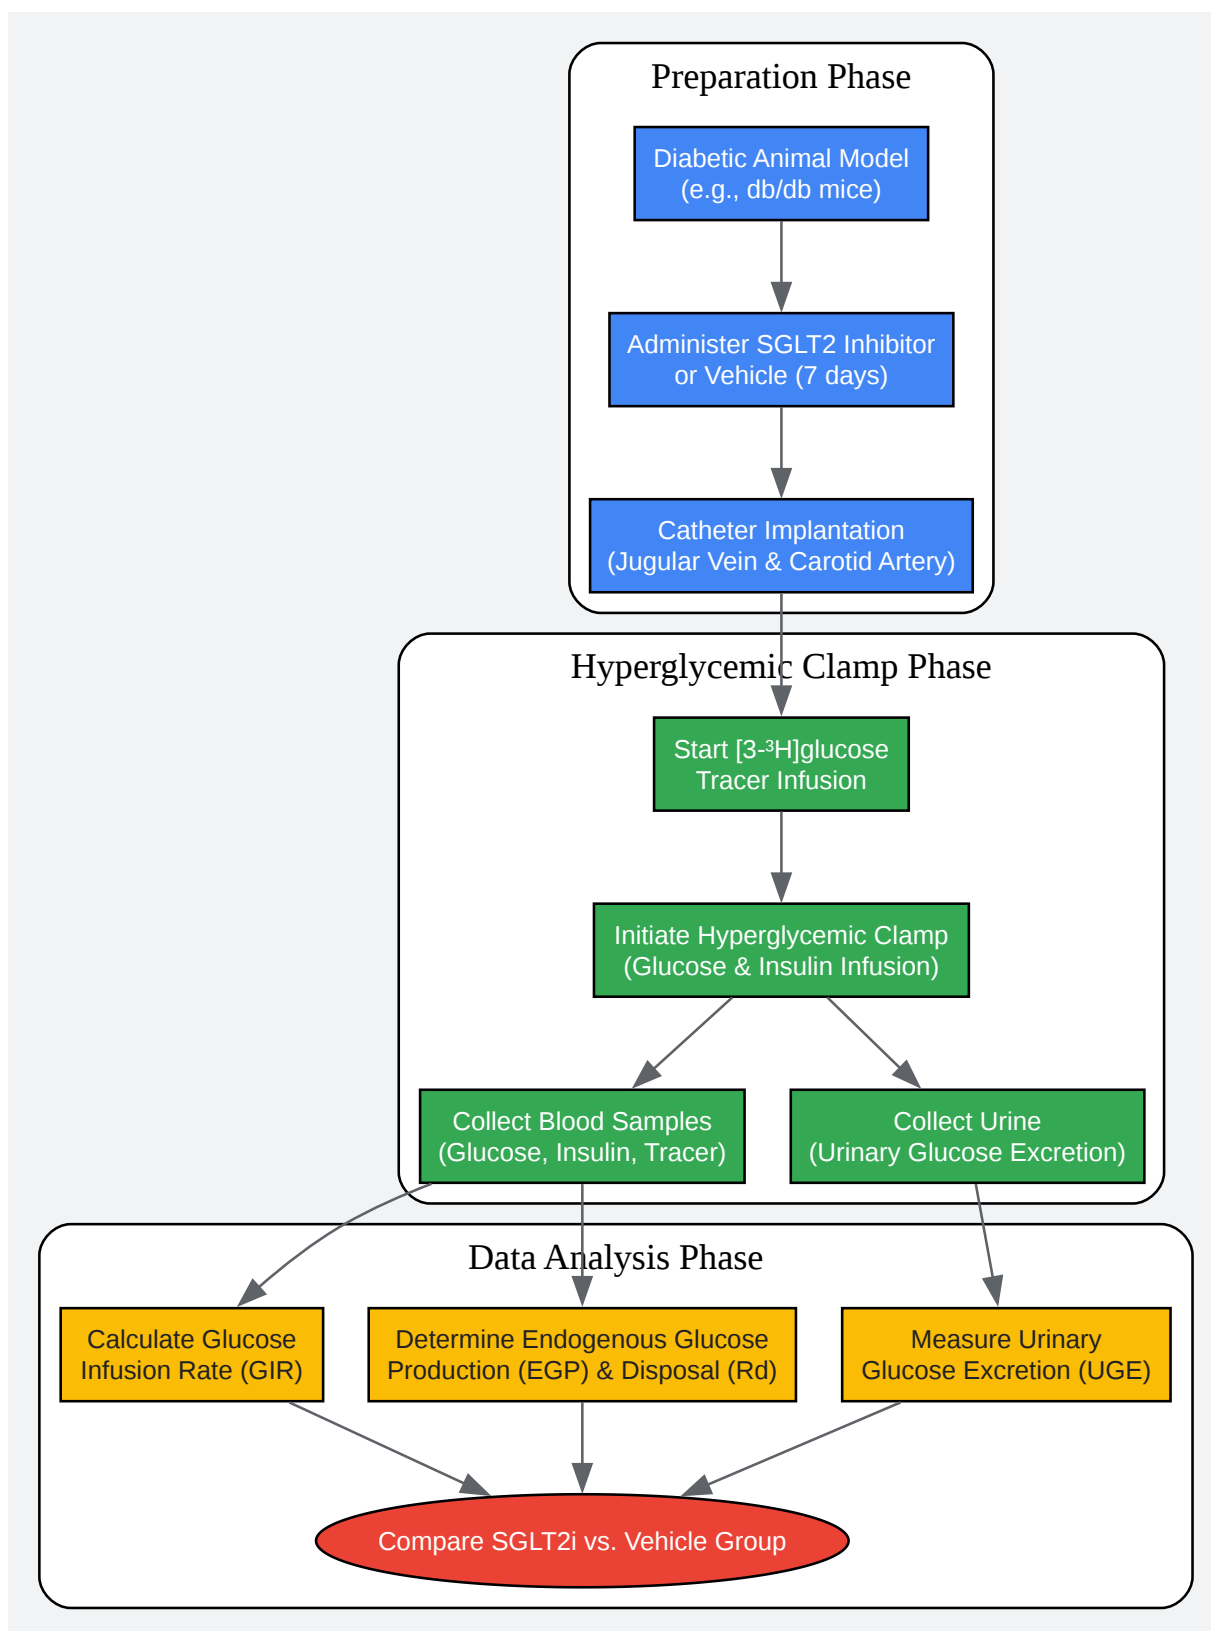 Preparation Phase
Diabetic Animal Model
(e.g., db/db mice)
Administer SGLT2 Inhibitor
or Vehicle (7 days)
Catheter Implantation
(Jugular Vein & Carotid Artery)
Hyperglycemic Clamp Phase
Start [3-³H]glucose
Tracer Infusion
Initiate Hyperglycemic Clamp
(Glucose & Insulin Infusion)
Collect Blood Samples
(Glucose, Insulin, Tracer)
Collect Urine
(Urinary Glucose Excretion)
Data Analysis Phase
Calculate Glucose
Infusion Rate (GIR)
Determine Endogenous Glucose
Production (EGP) & Disposal (Rd)
Measure Urinary
Glucose Excretion (UGE)
Compare SGLT2i vs. Vehicle Group